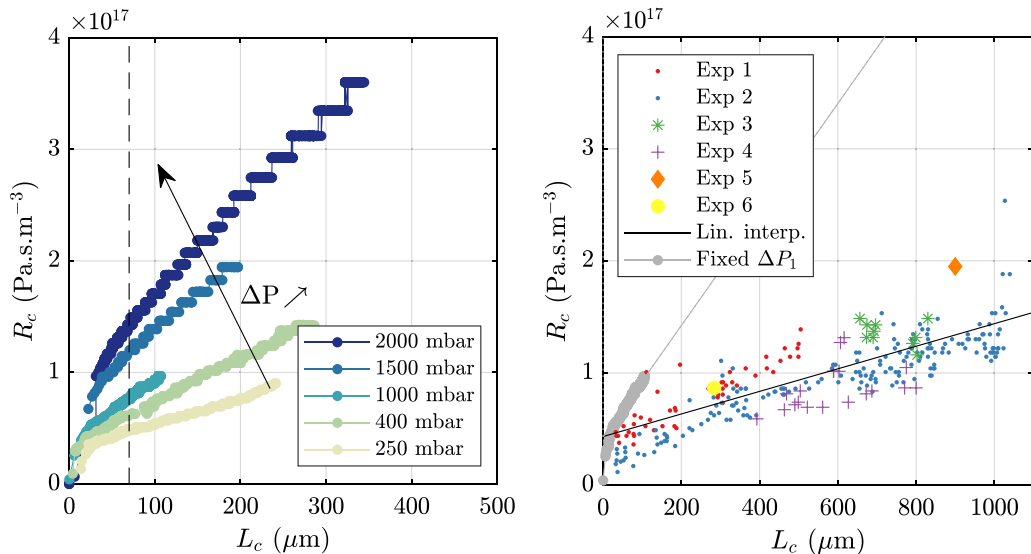 ×10^17
4
3
2
1
0
R_c (Pa.s.m^−3)
ΔP ↗
2000 mbar
1500 mbar
1000 mbar
400 mbar
250 mbar
0 100 200 300 400 500
L_c (μm)
×10^17
4
3
2
1
0
R_c (Pa.s.m^−3)
Exp 1
Exp 2
Exp 3
Exp 4
Exp 5
Exp 6
Lin. interp.
Fixed ΔP_1
0 200 400 600 800 1000
L_c (μm)